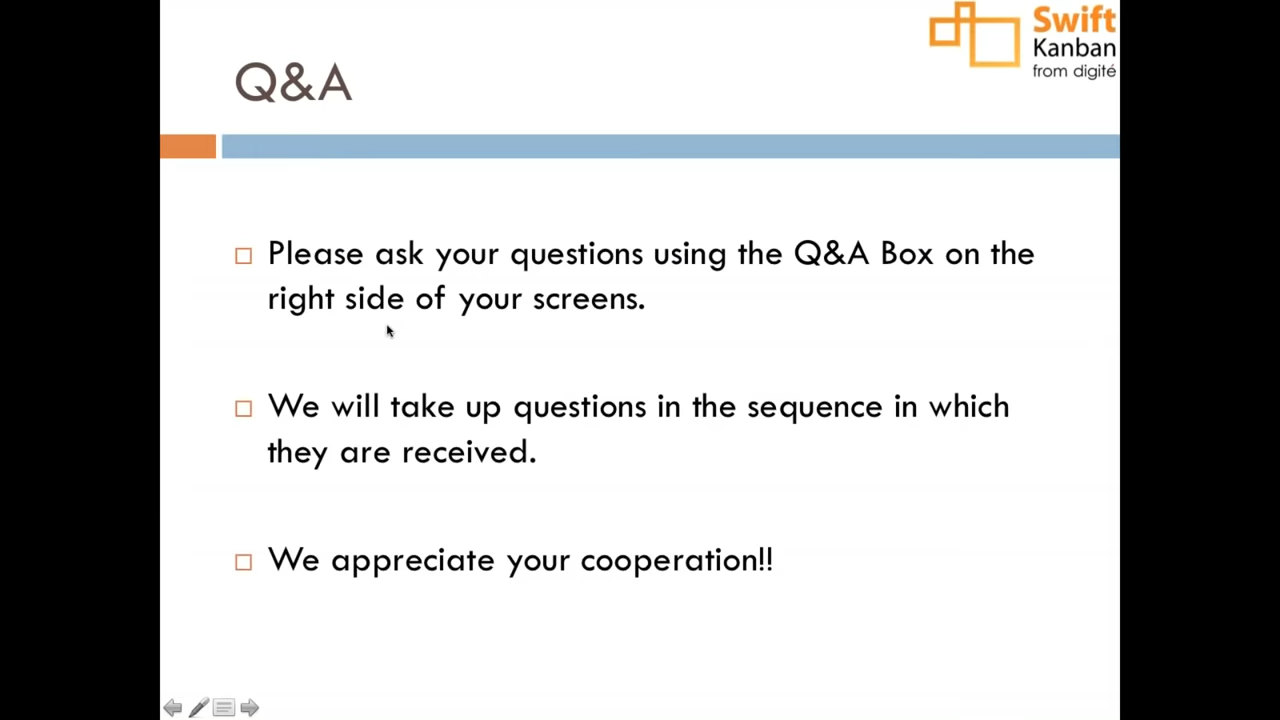 Swift
Kanban
from digité
Q&A
Please ask your questions using the Q&A Box on the
right side of your screens.
We will take up questions in the sequence in which
they are received.
We appreciate your cooperation!!